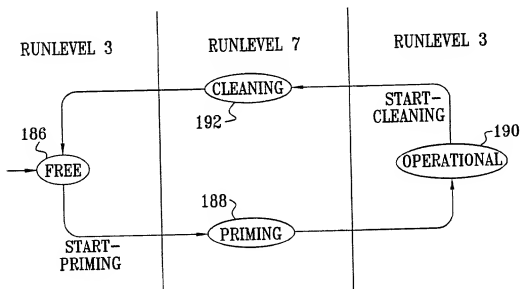 RUNLEVEL 3
RUNLEVEL 7
RUNLEVEL 3
CLEANING
192
START-
CLEANING
186
190
FREE
OPERATIONAL
188
START-
PRIMING
PRIMING